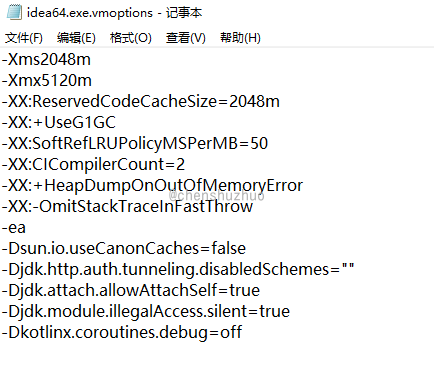 idea64.exe.vmoptions - 记事本
文件(F) 编辑(E) 格式(O) 查看(V) 帮助(H)
-Xms2048m
-Xmx5120m
-XX:ReservedCodeCacheSize=2048m
-XX:+UseG1GC
-XX:SoftRefLRUPolicyMSPerMB=50
-XX:CICompilerCount=2
-XX:+HeapDumpOnOutOfMemoryError
@chenshuzhuo
-XX:-OmitStackTraceInFastThrow
-ea
-Dsun.io.useCanonCaches=false
-Djdk.http.auth.tunneling.disabledSchemes=""
-Djdk.attach.allowAttachSelf=true
-Djdk.module.illegalAccess.silent=true
-Dkotlinx.coroutines.debug=off